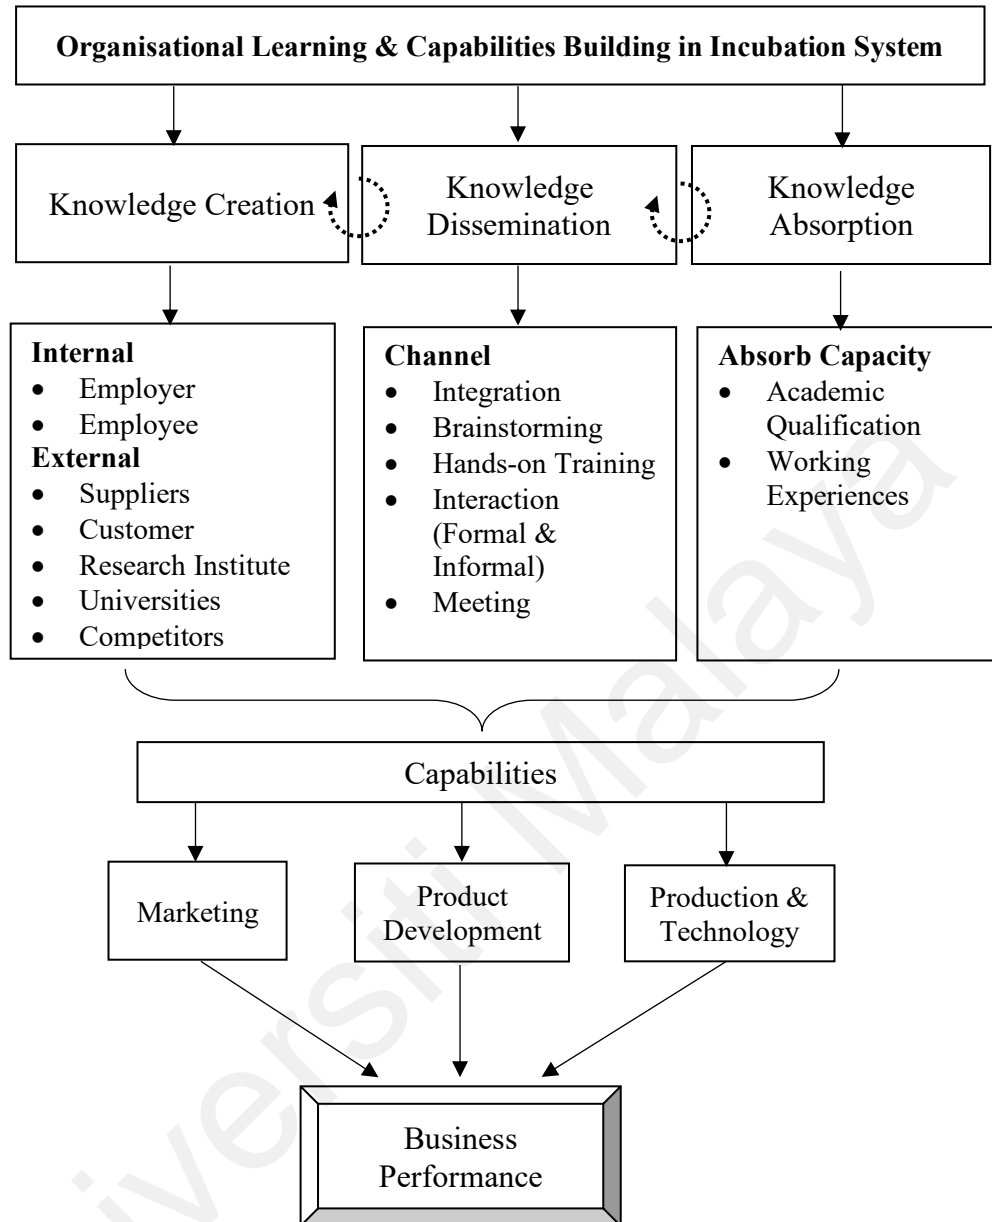 Organisational Learning & Capabilities Building in Incubation System
Knowledge Creation
Knowledge
Dissemination
Knowledge
Absorption
Internal
• Employer
• Employee
External
• Suppliers
• Customer
• Research Institute
• Universities
• Competitors
Channel
• Integration
• Brainstorming
• Hands-on Training
• Interaction
(Formal &
Informal)
• Meeting
Absorb Capacity
• Academic
Qualification
• Working
Experiences
Capabilities
Marketing
Product
Development
Production &
Technology
Business
Performance
versiti Malaya